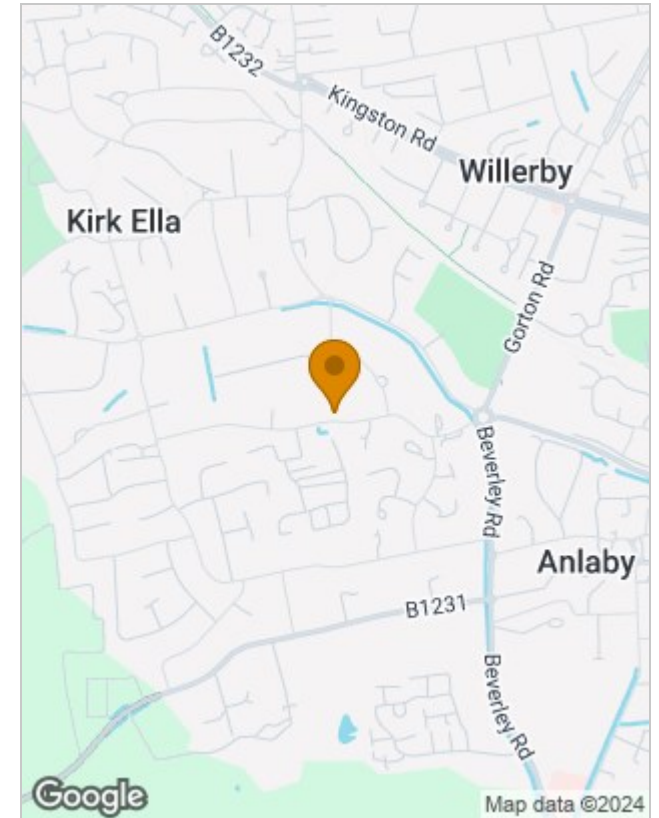 B1232
Kingston Rd
Willerby
Kirk Ella
Gorton Rd
Beverley Rd
Anlaby
B1231
Beverley Rd
Google
Map data ©2024